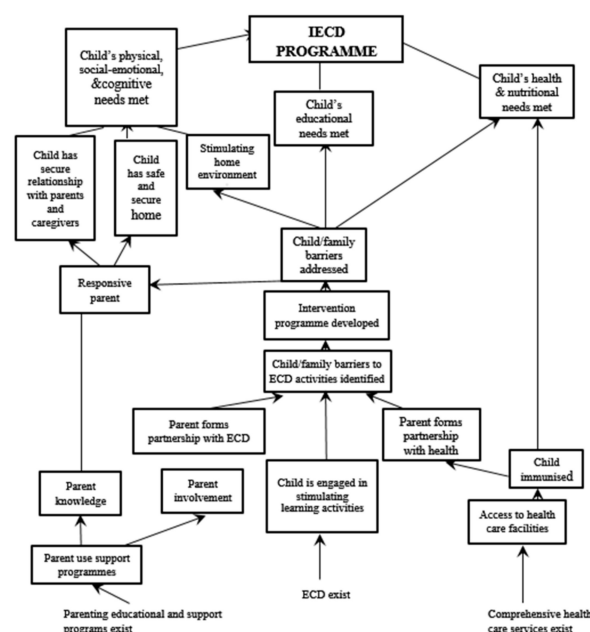 IECD
PROGRAMME
Child's physical,
social-emotional,
&cognitive
needs met
Child's
educational
needs met
Child's health
& nutritional
needs met
Child has
secure
relationship
with parents
and
caregivers
Child
has safe
and
secure
home
Stimulating
home
environment
Child/family
barriers
addressed
Responsive
parent
Intervention
programme developed
Child/family barriers to
ECD activities identified
Parent forms
partnership with ECD
Parent forms
partnership
with health
Parent
knowledge
Parent
involvement
Child is engaged in
stimulating
learning activities
Child
immunised
Access to health
care facilities
Parent use support
programmes
ECD exist
Parenting educational and support
programs exist
Comprehensive health
care services exist